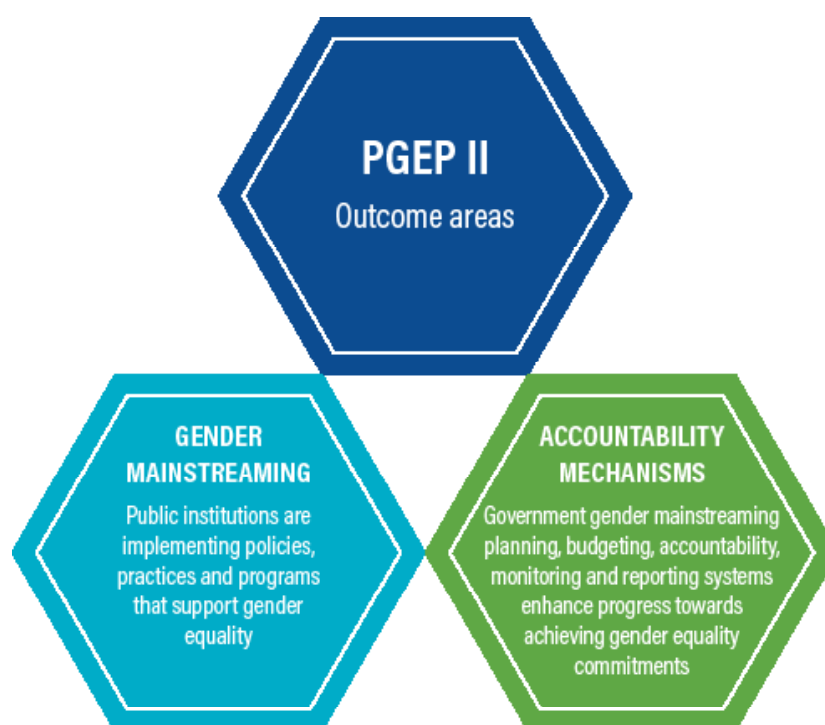 PGEP II
Outcome areas
GENDER
MAINSTREAMING
Public institutions are
implementing policies,
practices and programs
that support gender
equality
ACCOUNTABILITY
MECHANISMS
Government gender mainstreaming
planning, budgeting, accountability,
monitoring and reporting systems
enhance progress towards
achieving gender equality
commitments